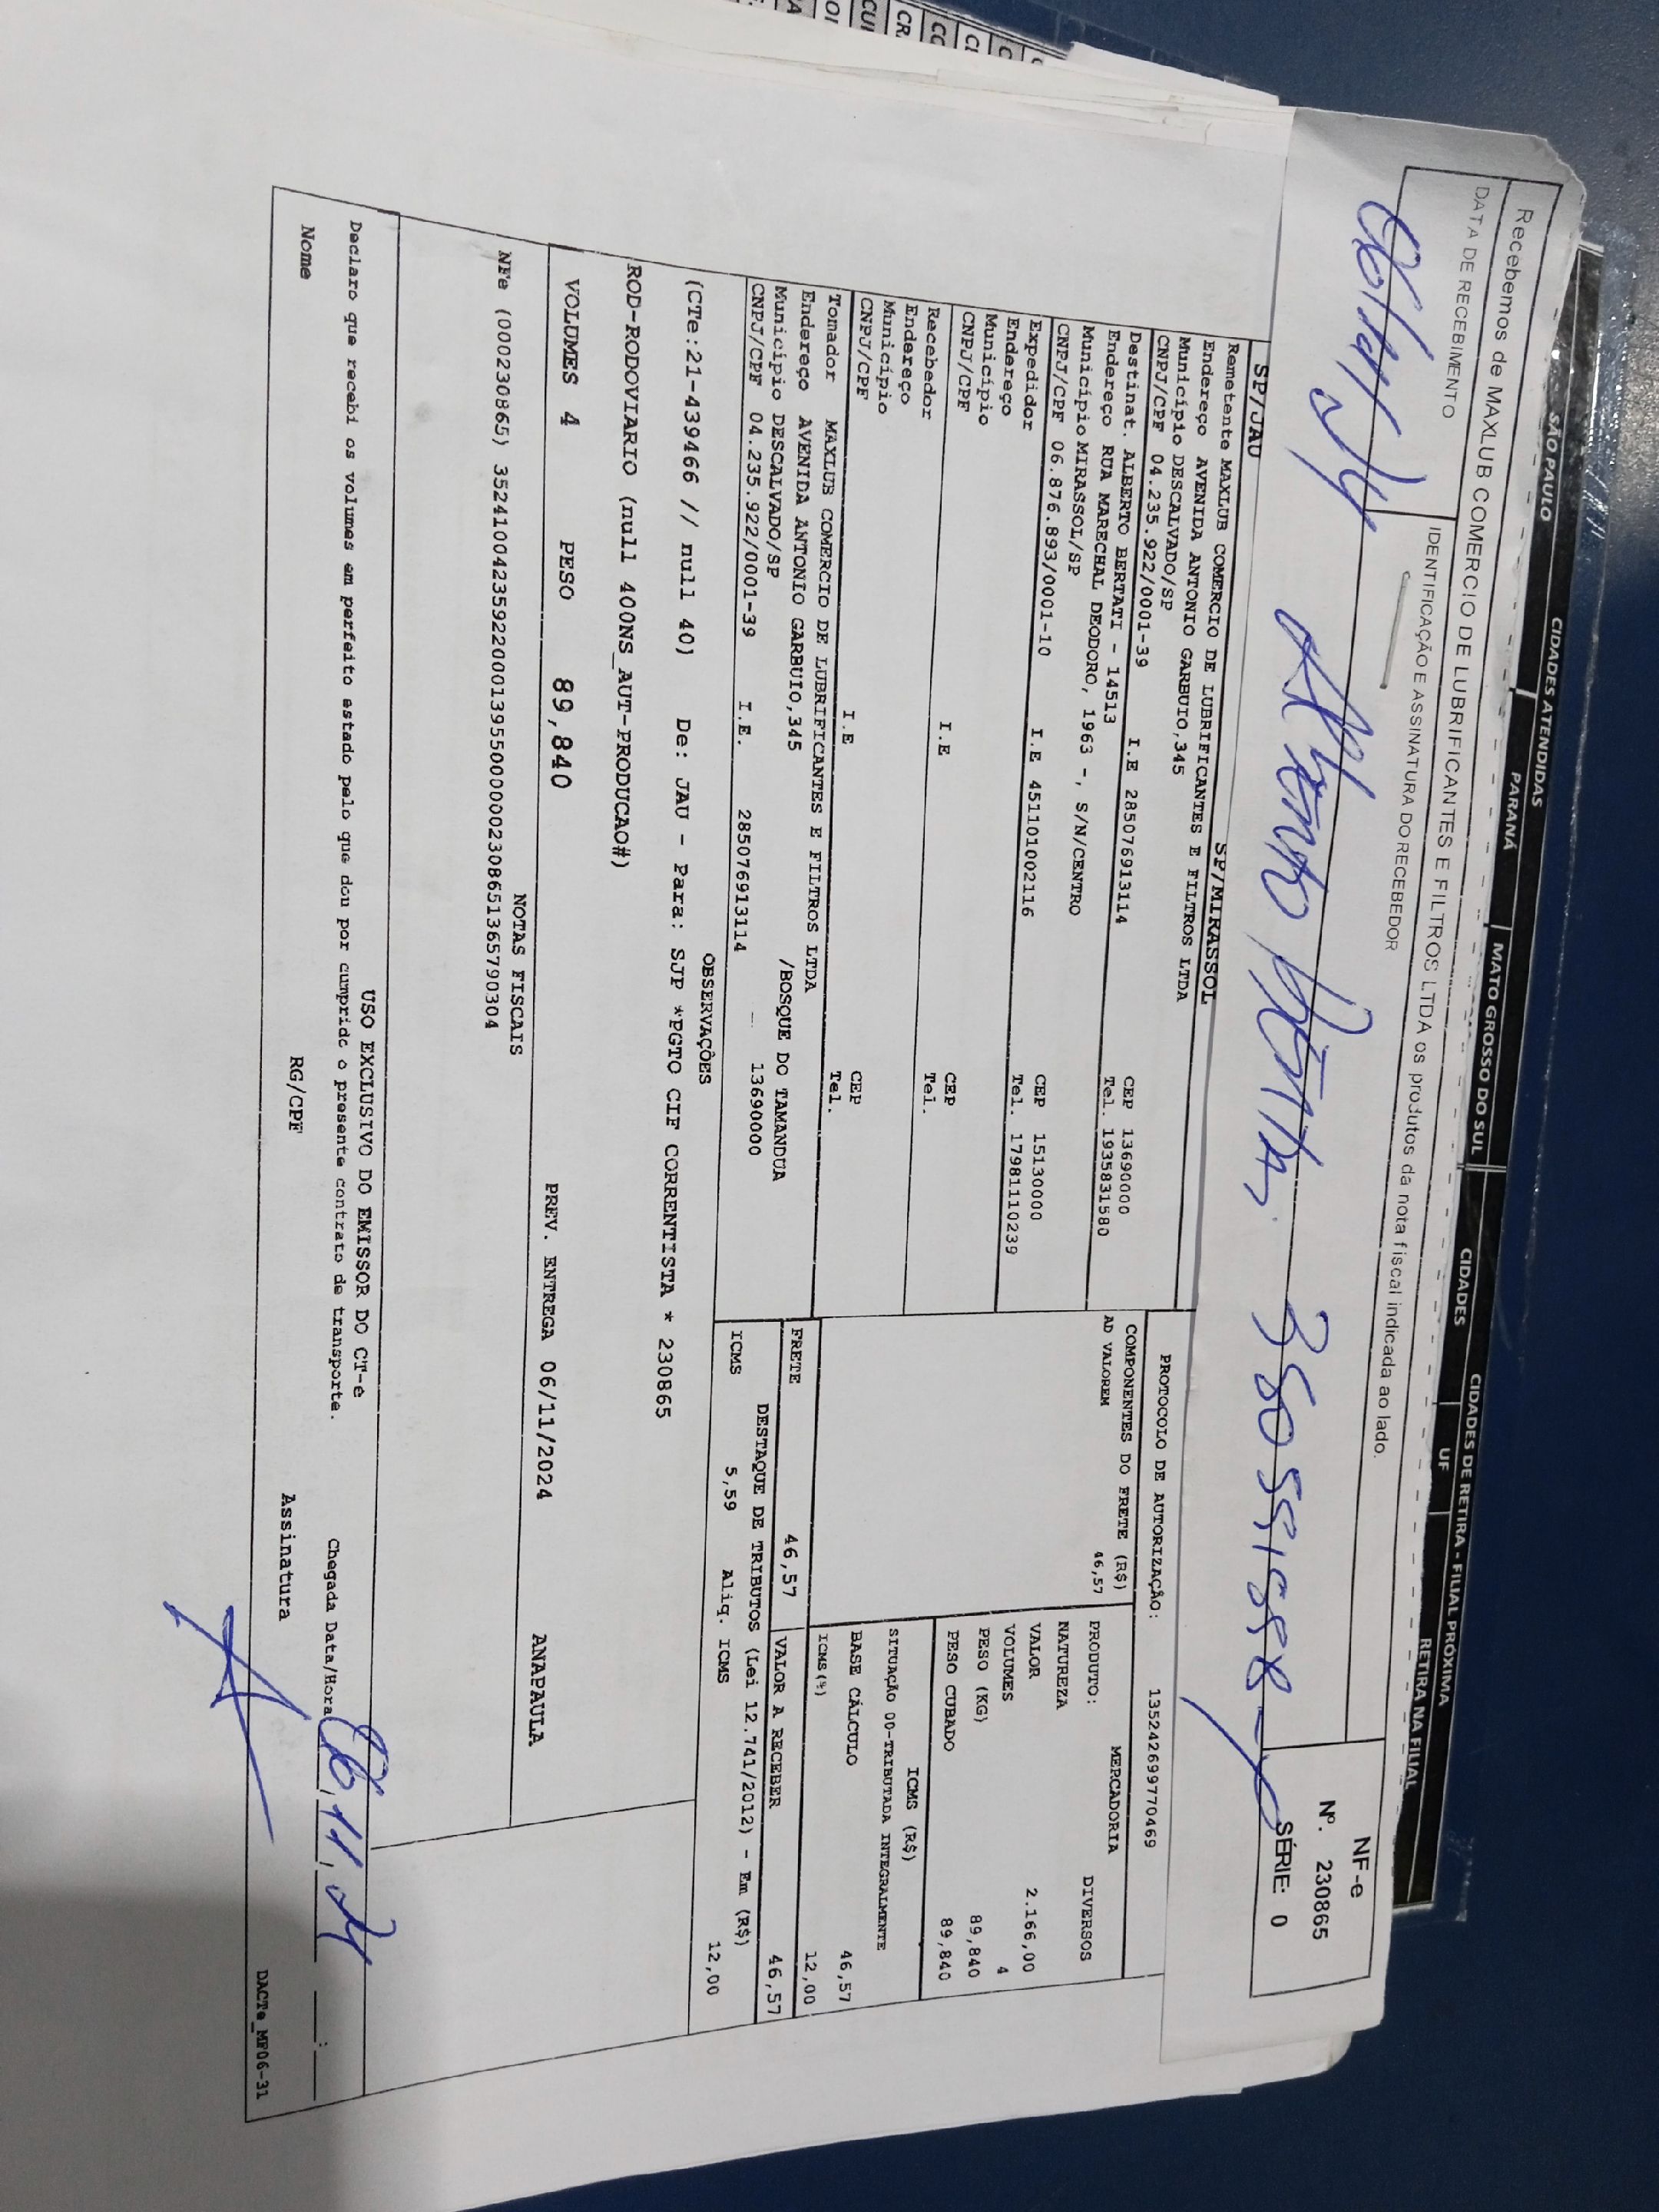 SÃO PAULO
CIDADES ATENDIDAS
PARANÁ
MATO GROSSO DO SUL
CIDADES
CIDADES DE RETIRA - FILIAL PRÓXIMA
UF
RETIRA NA FILIAL
Recebemos de MAXLUB COMERCIO DE LUBRIFICANTES E FILTROS LTDA os produtos da nota fiscal indicada ao lado.
DATA DE RECEBIMENTO
IDENTIFICAÇÃO E ASSINATURA DO RECEBEDOR
NF-e
Nº. 230865
SÉRIE: 0
SP/JAU SP/MIRASSOL
PROTOCOLO DE AUTORIZAÇÃO: 135242699770469
Remetente MAXLUB COMERCIO DE LUBRIFICANTES E FILTROS LTDA
Endereço AVENIDA ANTONIO GARBUIO,345
Município DESCALVADO/SP CEP 13690000
CNPJ/CPF 04.235.922/0001-39 I.E 285076913114 Tel. 1935831580
Destinat. ALBERTO BERTATI - 14513
Endereço RUA MARECHAL DEODORO, 1963 -, S/N/CENTRO
Município MIRASSOL/SP CEP 15130000
CNPJ/CPF 06.876.893/0001-10 I.E 451101002116 Tel. 17981110239
Expedidor
Endereço
Município CEP
CNPJ/CPF I.E Tel.
Recebedor
Endereço
Município CEP
CNPJ/CPF I.E Tel.
Tomador MAXLUB COMERCIO DE LUBRIFICANTES E FILTROS LTDA
Endereço AVENIDA ANTONIO GARBUIO,345 /BOSQUE DO TAMANDUA
Município DESCALVADO/SP 13690000
CNPJ/CPF 04.235.922/0001-39 I.E. 285076913114
COMPONENTES DO FRETE (R$)
AD VALOREM 46,57
PRODUTO: MERCADORIA
NATUREZA DIVERSOS
VALOR 2.166,00
VOLUMES 4
PESO (KG) 89,840
PESO CUBADO 89,840
ICMS (R$)
SITUAÇÃO 00-TRIBUTADA INTEGRALMENTE
BASE CÁLCULO 46,57
ICMS(%) 12,00
FRETE 46,57 VALOR A RECEBER 46,57
DESTAQUE DE TRIBUTOS (Lei 12.741/2012) - Em (R$)
ICMS 5,59 Aliq. ICMS 12,00
OBSERVAÇÕES
(CTe:21-439466 // null 40) De: JAU - Para: SJP *PGTO CIF CORRENTISTA * 230865
ROD-RODOVIARIO (null 400NS_AUT-PRODUCAO#)
VOLUMES 4 PESO 89,840 PREV. ENTREGA 06/11/2024 ANAPAULA
NOTAS FISCAIS
NFe (000230865) 35241004235922000139550000002308651365790304
USO EXCLUSIVO DO EMISSOR DO CT-e
Declaro que recebi os volumes em perfeito estado pelo que dou por cumprido o presente contrato de transporte.
Chegada Data/Hora 06/11/24
Nome RG/CPF Assinatura
DACTe_MF06-31